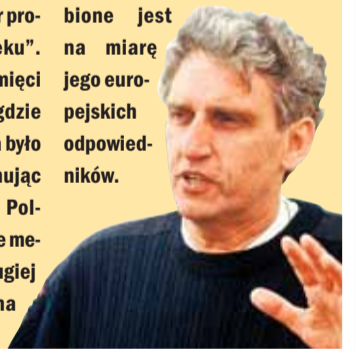 r pro-
eku”.
mięci
gdzie
było
nując
Pol-
e me-
ugiej
na
bione jest
na miarę
jego euro-
pejskich
odpowied-
ników.